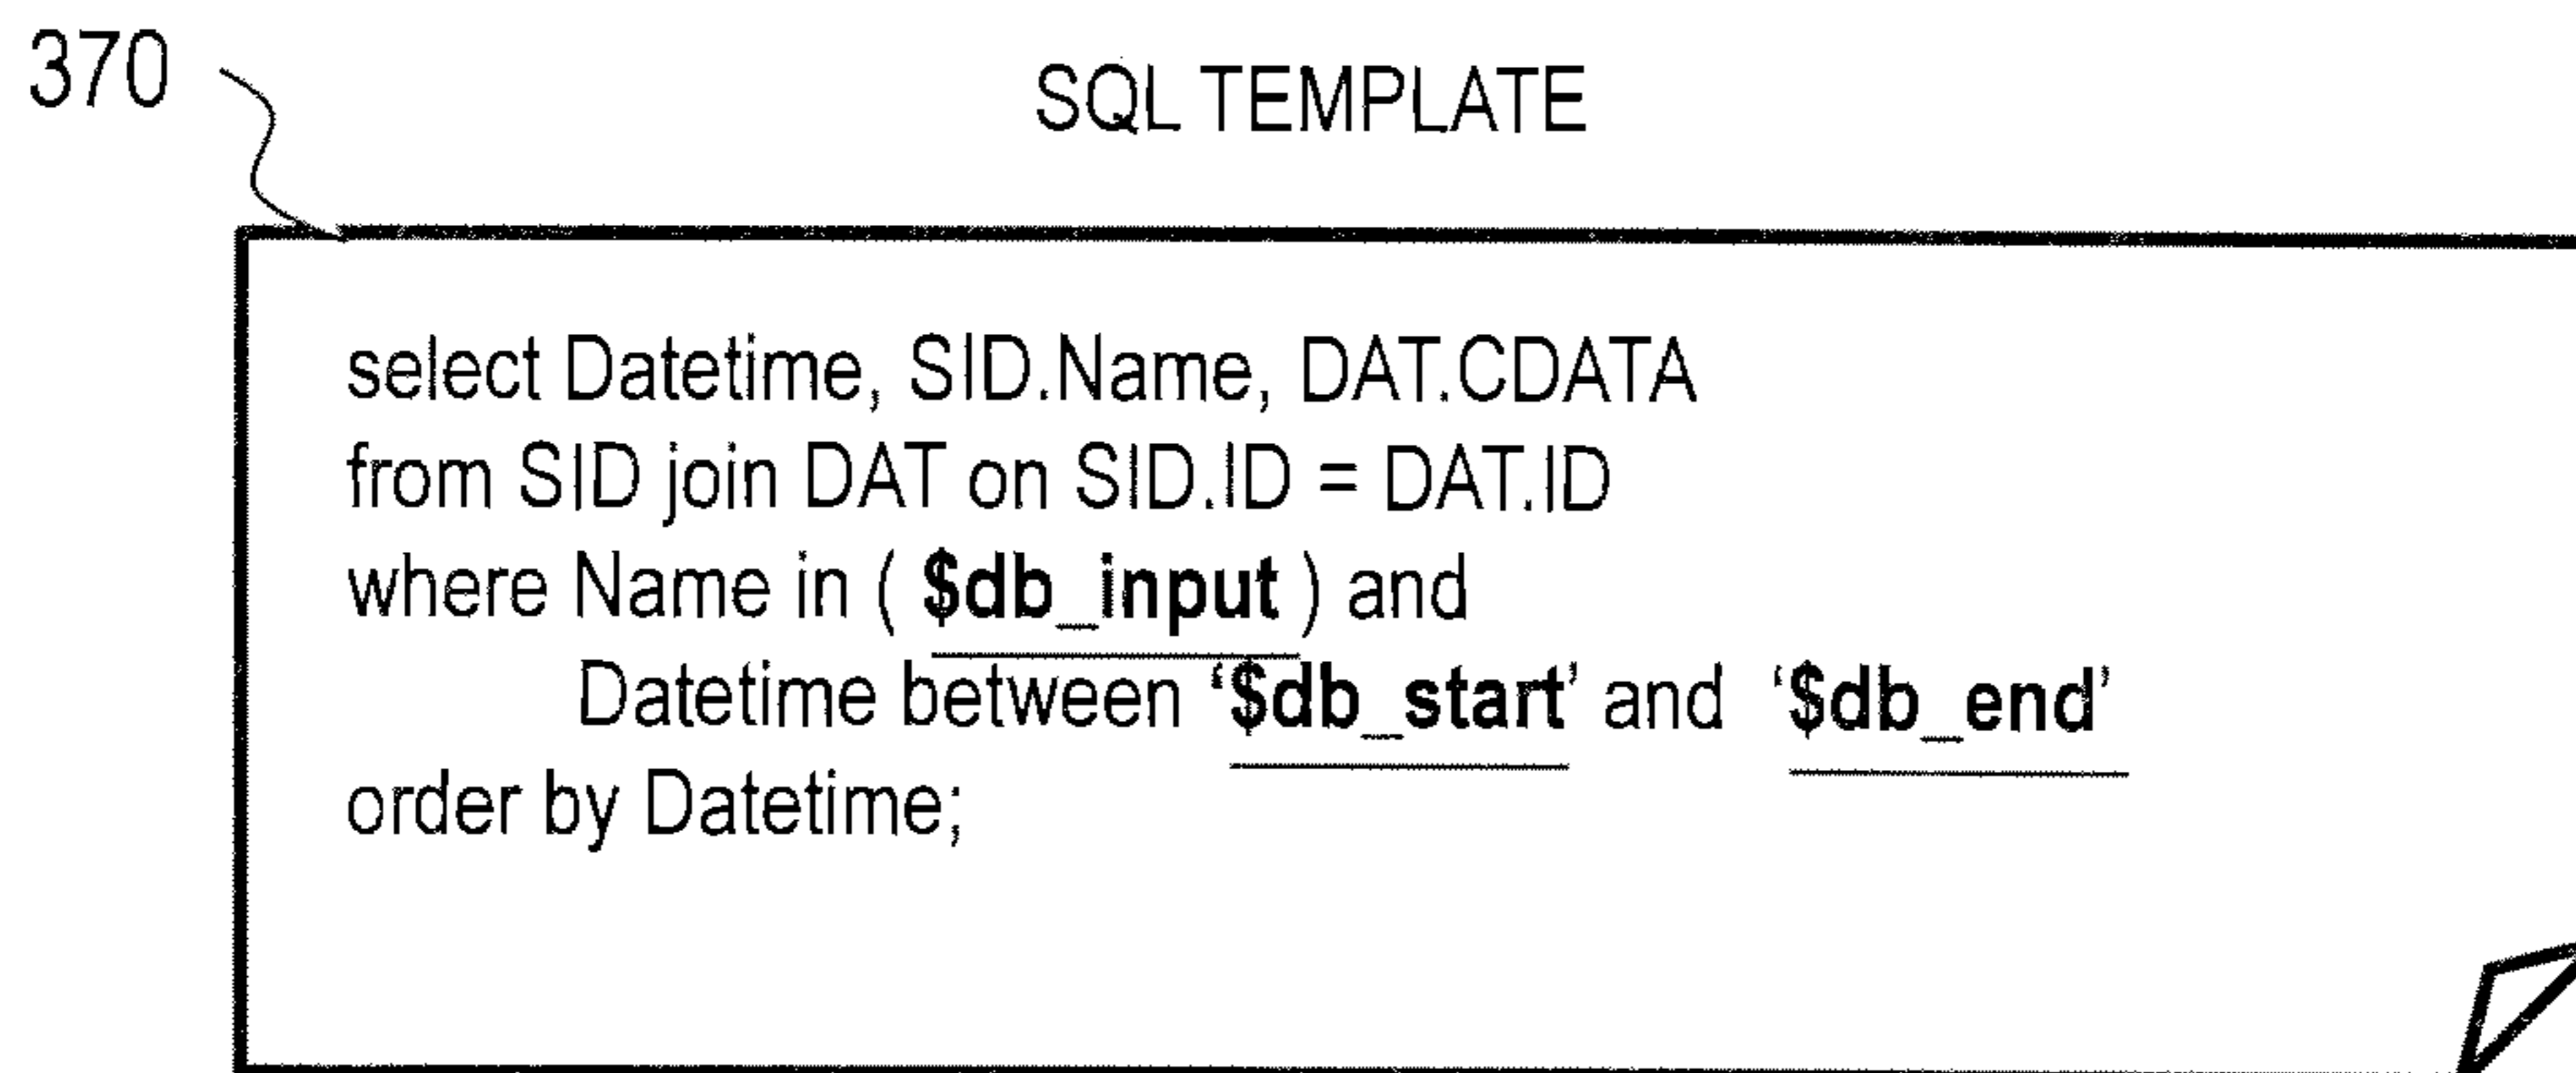 370
SQL TEMPLATE
select Datetime, SID.Name, DAT.CDATA
from SID join DAT on SID.ID = DAT.ID
where Name in ( $db_input ) and
Datetime between ‘$db_start’ and ‘$db_end’
order by Datetime;